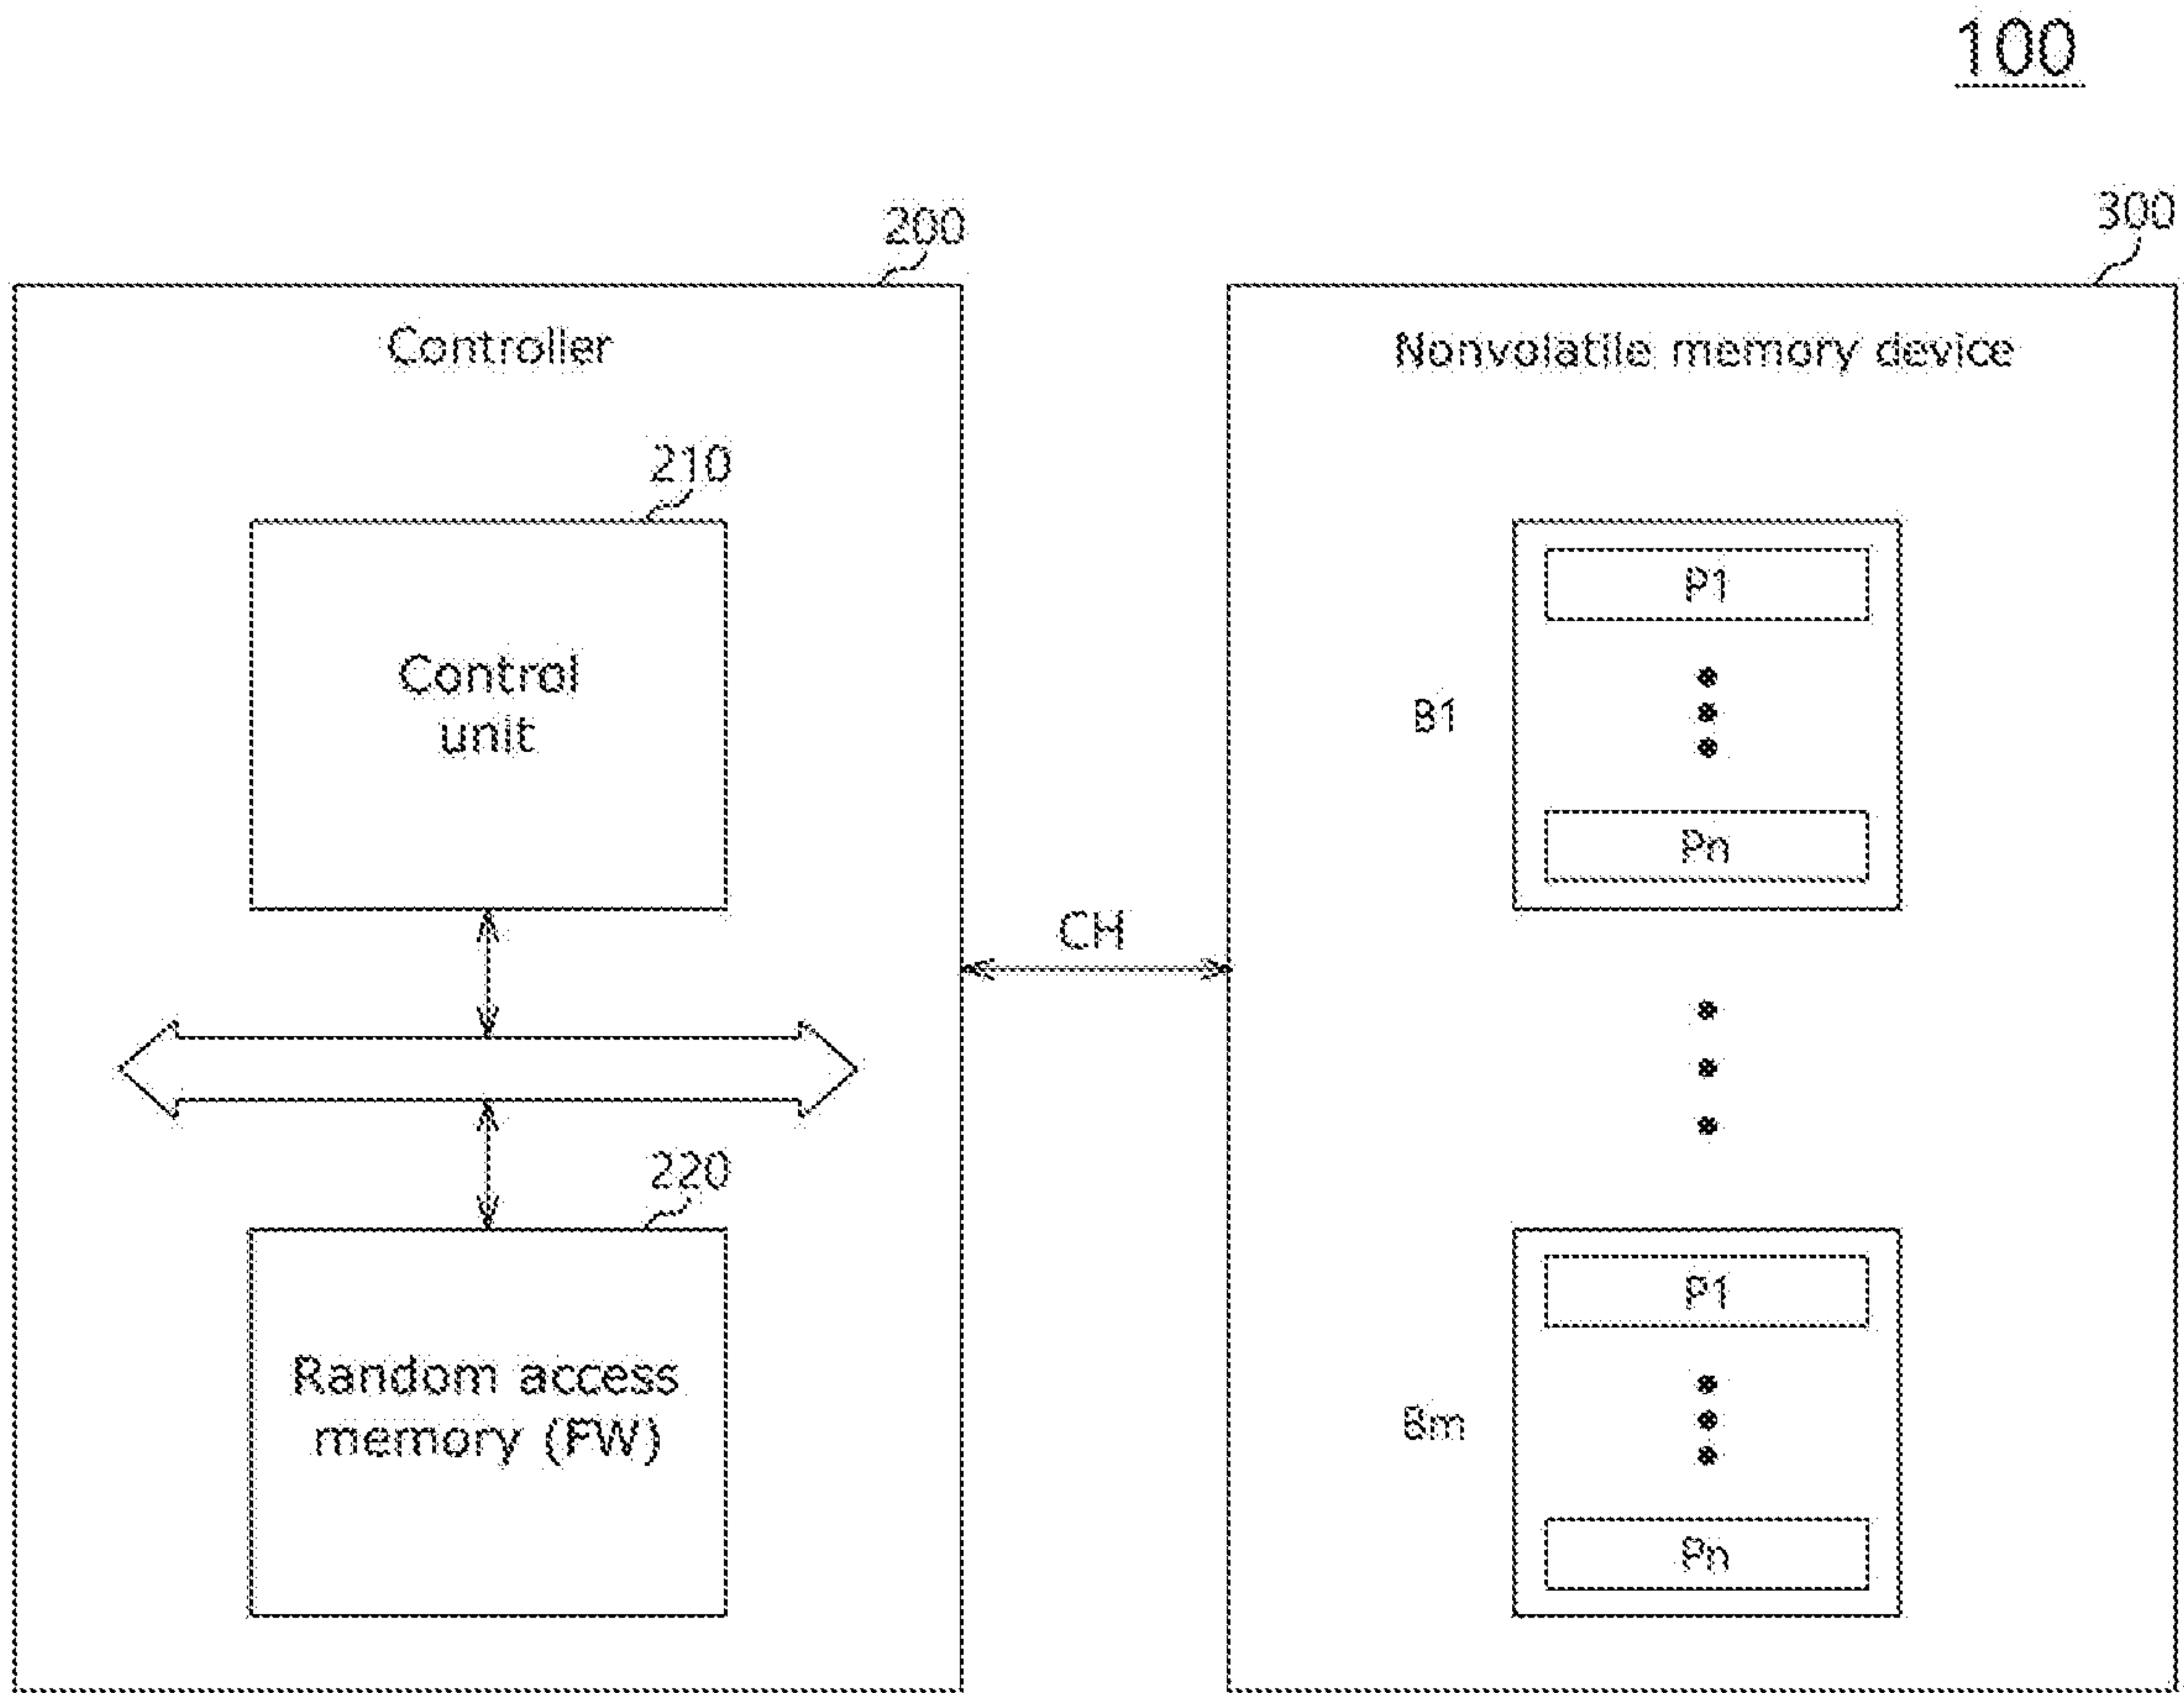 100
200
300
Controller
Nonvolatile memory device
210
Control
unit
P1
B1
Pn
CH
220
Random access
memory (FW)
P1
Bm
Pn